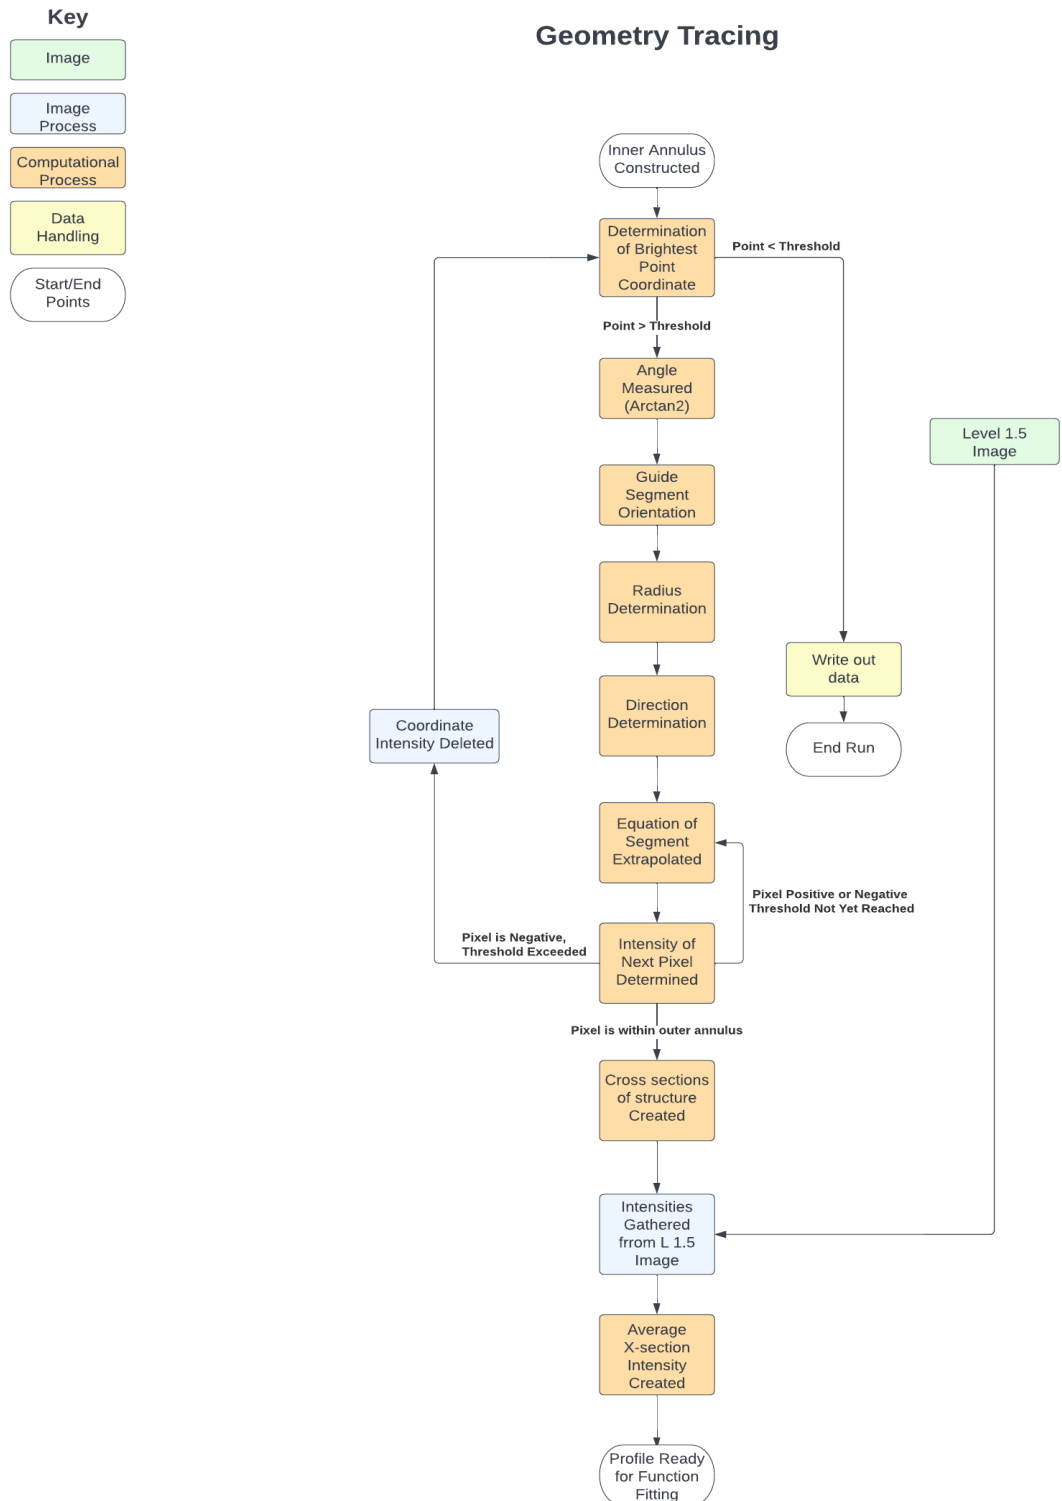 Key
Image
Image
Process
Computational
Process
Data
Handling
Start/End
Points
Geometry Tracing
Inner Annulus
Constructed
Determination
of Brightest
Point
Coordinate
Point < Threshold
Point > Threshold
Angle
Measured
(Arctan2)
Level 1.5
Image
Guide
Segment
Orientation
Radius
Determination
Write out
data
Direction
Determination
Coordinate
Intensity Deleted
End Run
Equation of
Segment
Extrapolated
Pixel Positive or Negative
Threshold Not Yet Reached
Pixel is Negative,
Threshold Exceeded
Intensity of
Next Pixel
Determined
Pixel is within outer annulus
Cross sections
of structure
Created
Intensities
Gathered
frrom L 1.5
Image
Average
X-section
Intensity
Created
Profile Ready
for Function
Fitting